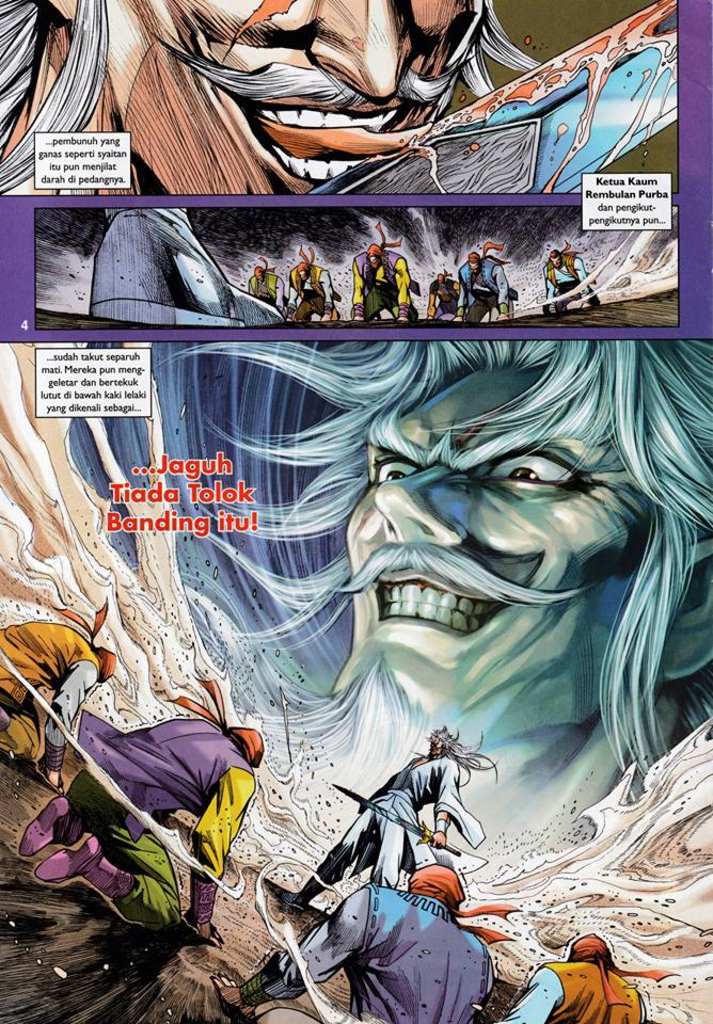 ...pembunuh yang
ganas seperti syaitan
itu pun menjilat
darah di pedangnya.
Ketua Kaum
Rembulan Purba
dan pengikut-
pengikutnya pun...
4
...sudah takut separuh
mati. Mereka pun meng-
geletar dan bertekuk
lutut di bawah kaki lelaki
yang dikenali sebagai...
...Jaguh
Tiada Tolok
Banding itu!